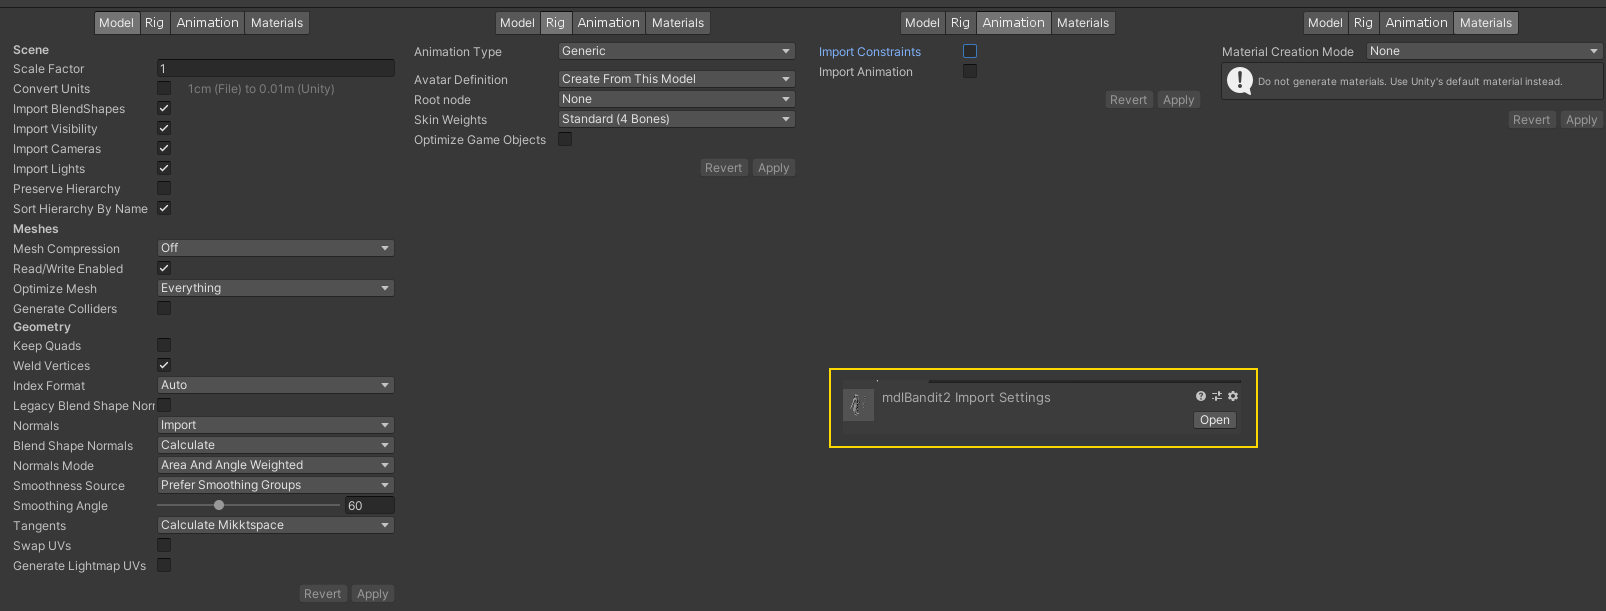 Model Rig Animation Materials
Scene
Scale Factor 1
Convert Units 1cm (File) to 0.01m (Unity)
Import BlendShapes
Import Visibility
Import Cameras
Import Lights
Preserve Hierarchy
Sort Hierarchy By Name
Meshes
Mesh Compression Off
Read/Write Enabled
Optimize Mesh Everything
Generate Colliders
Geometry
Keep Quads
Weld Vertices
Index Format Auto
Legacy Blend Shape Norr
Normals Import
Blend Shape Normals Calculate
Normals Mode Area And Angle Weighted
Smoothness Source Prefer Smoothing Groups
Smoothing Angle 60
Tangents Calculate Mikktspace
Swap UVs
Generate Lightmap UVs
Revert Apply
Model Rig Animation Materials
Animation Type Generic
Avatar Definition Create From This Model
Root node None
Skin Weights Standard (4 Bones)
Optimize Game Objects
Revert Apply
Model Rig Animation Materials
Import Constraints
Import Animation
Revert Apply
Model Rig Animation Materials
Material Creation Mode None
Do not generate materials. Use Unity's default material instead.
Revert Apply
mdlBandit2 Import Settings
Open